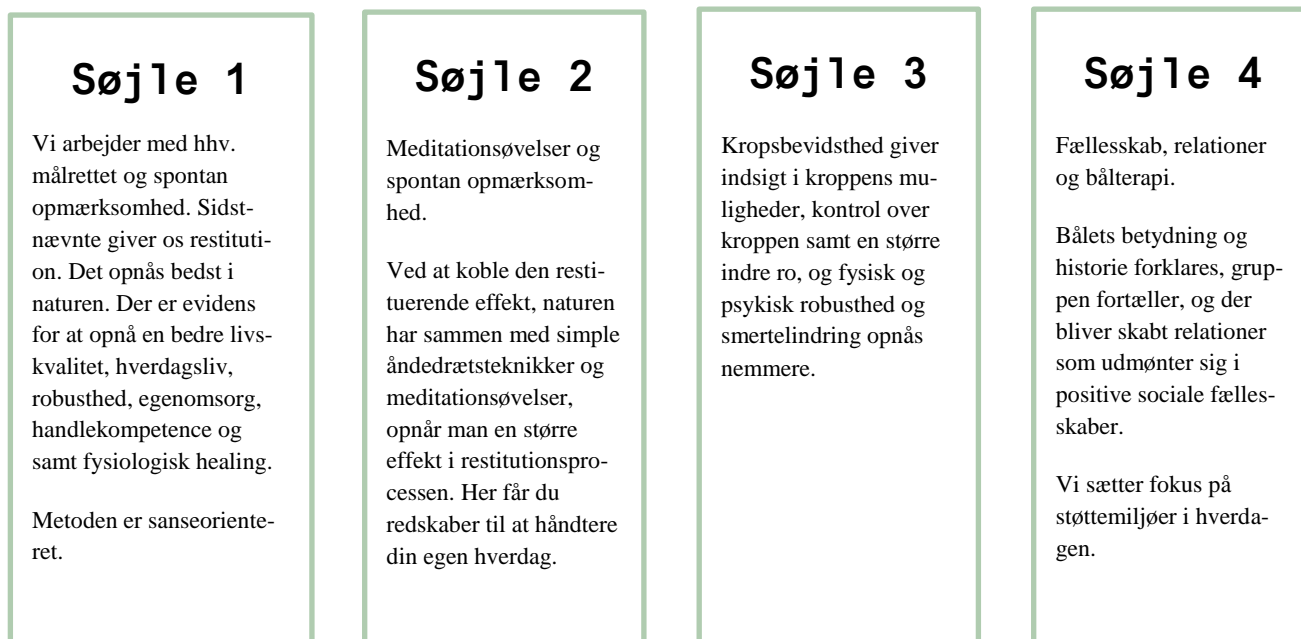 Søjle 1
Vi arbejder med hhv.
målrettet og spontan
opmærksomhed. Sidst-
nævnte giver os restituti-
on. Det opnås bedst i
naturen. Der er evidens
for at opnå en bedre livs-
kvalitet, hverdagsliv,
robusthed, egenomsorg,
handlekompetence og
samt fysiologisk healing.
Metoden er sanseoriente-
ret.
Søjle 2
Meditationsøvelser og
spontan opmærksom-
hed.
Ved at koble den resti-
tuerende effekt, naturen
har sammen med simple
åndedrætsteknikker og
meditationsøvelser,
opnår man en større
effekt i restitutionspro-
cessen. Her får du
redskaber til at håndtere
din egen hverdag.
Søjle 3
Kropsbevidsthed giver
indsigt i kroppens mu-
ligheder, kontrol over
kroppen samt en større
indre ro, og fysisk og
psykisk robusthed og
smertelindring opnås
nemmere.
Søjle 4
Fællesskab, relationer
og bålterapi.
Bålets betydning og
historie forklares, grup-
pen fortæller, og der
bliver skabt relationer
som udmønter sig i
positive sociale fælles-
skaber.
Vi sætter fokus på
støttemiljøer i hverda-
gen.